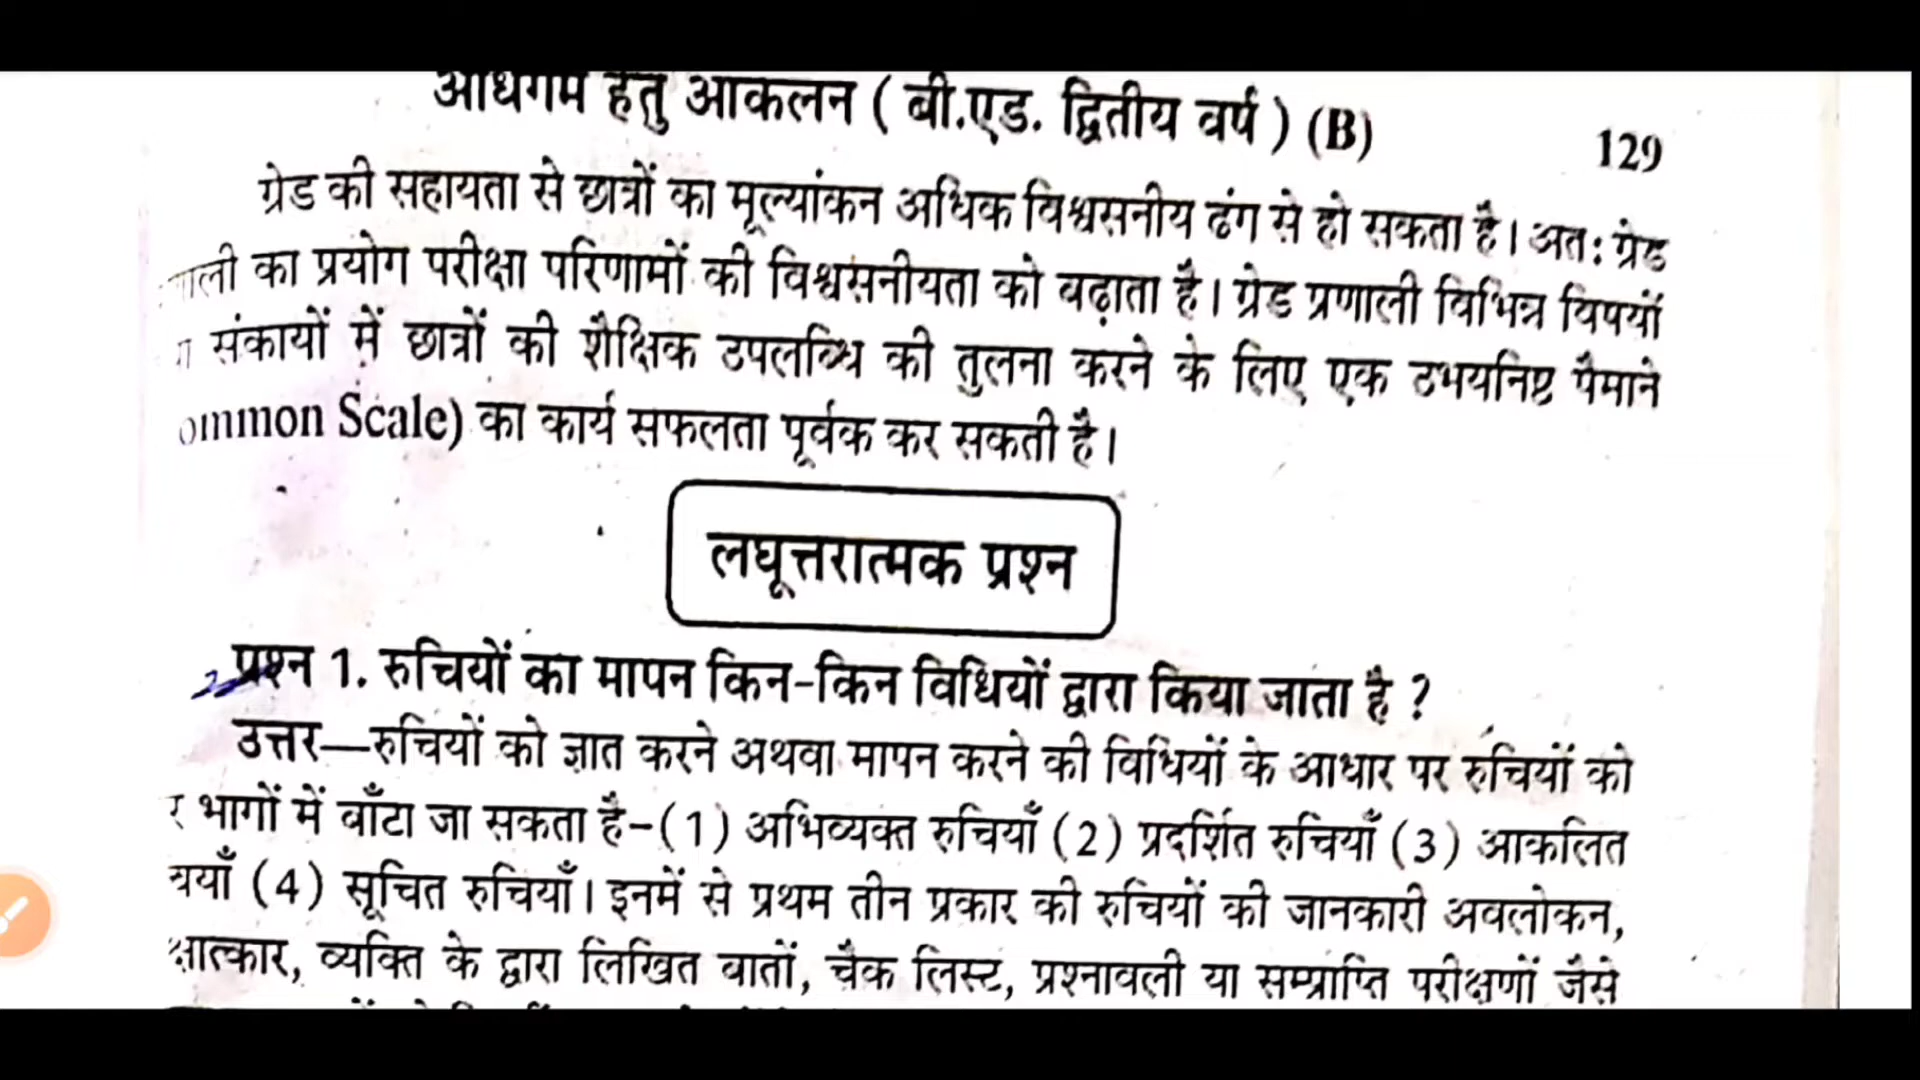 अधिगम हेतु आकलन ( बी.एड. द्वितीय वर्ष ) (B)
129
ग्रेड की सहायता से छात्रों का मूल्यांकन अधिक विश्वसनीय ढंग से हो सकता है। अतः ग्रेड
का प्रयोग परीक्षा परिणामों की विश्वसनीयता को बढ़ाता है। ग्रेड प्रणाली विभिन्न विषयों
संकायों में छात्रों की शैक्षिक उपलब्धि की तुलना करने के लिए एक उभयनिष्ठ पैमाने
ommon Scale) का कार्य सफलता पूर्वक कर सकती है।
लघूत्तरात्मक प्रश्न
प्रश्न 1. रुचियों का मापन किन-किन विधियों द्वारा किया जाता है ?
उत्तर—रुचियों को ज्ञात करने अथवा मापन करने की विधियों के आधार पर रुचियों को
भागों में बाँटा जा सकता है-(1) अभिव्यक्त रुचियाँ (2) प्रदर्शित रुचियाँ (3) आकलित
(4) सूचित रुचियाँ। इनमें से प्रथम तीन प्रकार की रुचियों की जानकारी अवलोकन,
क्षात्कार, व्यक्ति के द्वारा लिखित बातों, चैक लिस्ट, प्रश्नावली या सम्प्राप्ति परीक्षणों जैसे